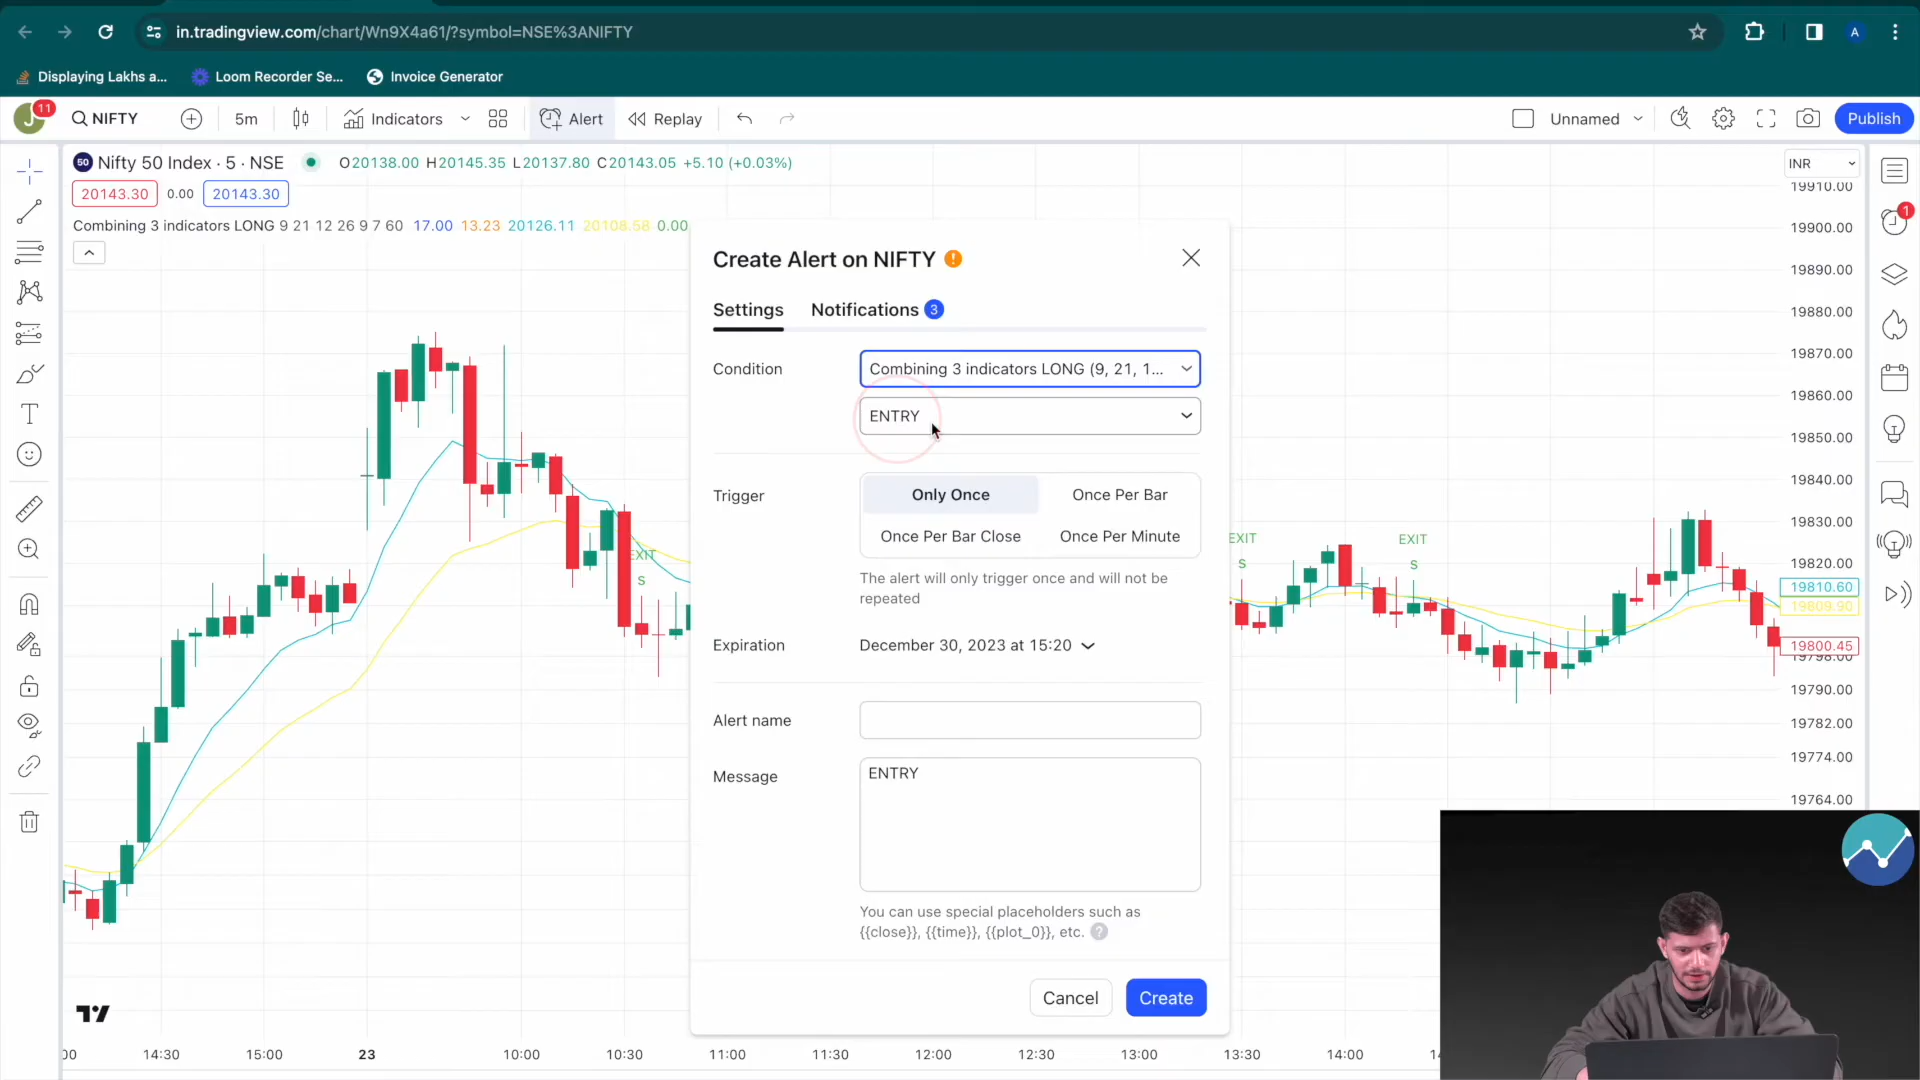 in.tradingview.com/chart/Wn9X4a61/?symbol=NSE%3ANIFTY
A
Displaying Lakhs a...
Loom Recorder Se...
Invoice Generator
J
11
NIFTY
5m
Indicators
Alert
Replay
Unnamed
Publish
50
Nifty 50 Index · 5 · NSE
O20138.00 H20145.35 L20137.80 C20143.05 +5.10 (+0.03%)
INR
20143.30
0.00
20143.30
Combining 3 indicators LONG 9 21 12 26 9 7 60 17.00 13.23 20126.11 20108.58 0.00
Create Alert on NIFTY
Settings
Notifications 3
Condition
Combining 3 indicators LONG (9, 21, 1...
ENTRY
Trigger
Only Once
Once Per Bar
Once Per Bar Close
Once Per Minute
The alert will only trigger once and will not be
repeated
Expiration
December 30, 2023 at 15:20
Alert name
Message
ENTRY
You can use special placeholders such as
{{close}}, {{time}}, {{plot_0}}, etc.
Cancel
Create
EXIT
S
EXIT
S
EXIT
S
19910.00
19900.00
19890.00
19880.00
19870.00
19860.00
19850.00
19840.00
19830.00
19820.00
19810.60
19809.90
19800.45
19798.00
19790.00
19782.00
19774.00
19764.00
1
14:30
15:00
23
10:00
10:30
11:00
11:30
12:00
12:30
13:00
13:30
14:00